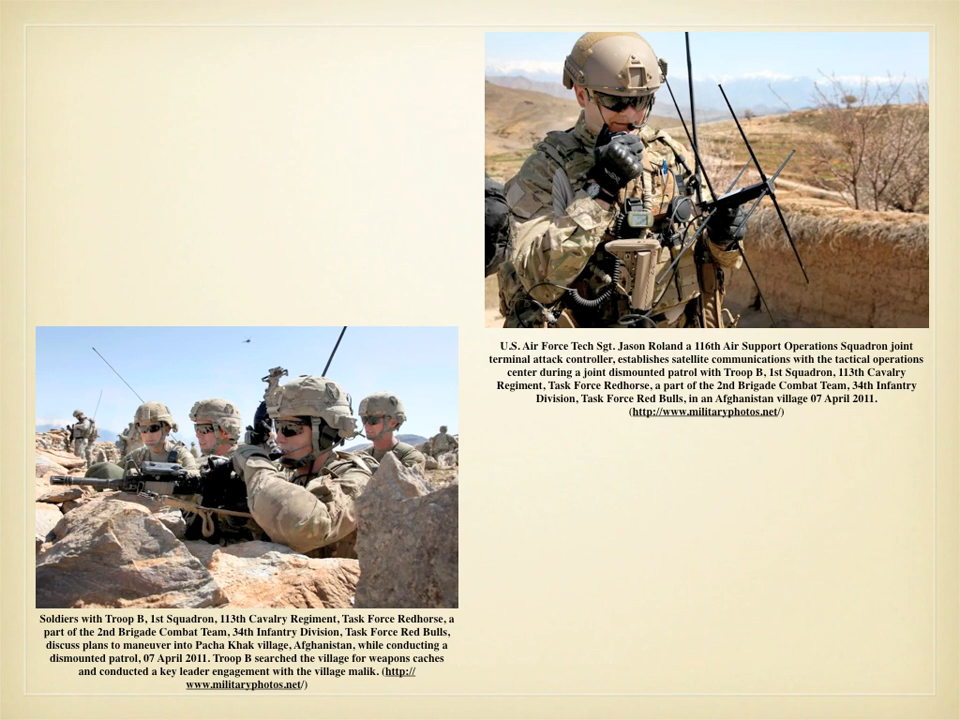 U.S. Air Force Tech Sgt. Jason Roland a 116th Air Support Operations Squadron joint
terminal attack controller, establishes satellite communications with the tactical operations
center during a joint dismounted patrol with Troop B, 1st Squadron, 113th Cavalry
Regiment, Task Force Redhorse, a part of the 2nd Brigade Combat Team, 34th Infantry
Division, Task Force Red Bulls, in an Afghanistan village 07 April 2011.
(http://www.militaryphotos.net/)
Soldiers with Troop B, 1st Squadron, 113th Cavalry Regiment, Task Force Redhorse, a
part of the 2nd Brigade Combat Team, 34th Infantry Division, Task Force Red Bulls,
discuss plans to maneuver into Pacha Khak village, Afghanistan, while conducting a
dismounted patrol, 07 April 2011. Troop B searched the village for weapons caches
and conducted a key leader engagement with the village malik. (http://
www.militaryphotos.net/)